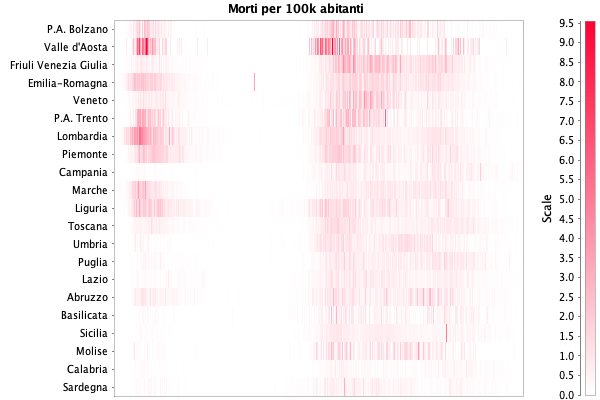 Morti per 100k abitanti
P.A. Bolzano
Valle d'Aosta
Friuli Venezia Giulia
Emilia-Romagna
Veneto
P.A. Trento
Lombardia
Piemonte
Campania
Marche
Liguria
Toscana
Umbria
Puglia
Lazio
Abruzzo
Basilicata
Sicilia
Molise
Calabria
Sardegna
Scale
9.5
9.0
8.5
8.0
7.5
7.0
6.5
6.0
5.5
5.0
4.5
4.0
3.5
3.0
2.5
2.0
1.5
1.0
0.5
0.0